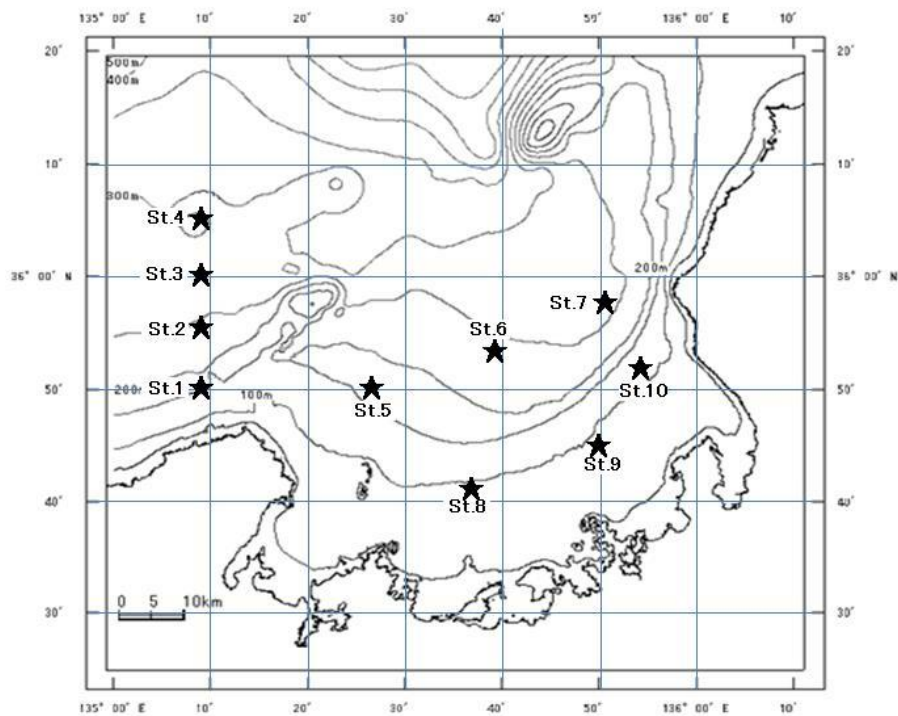 135° 00′ E 10′ 20′ 30′ 40′ 50′ 136° 00′ E 10′
20′ 20′
500m
400m
10′ 10′
300m
St.4
St.3
36° 00′ N 36° 00′ N
200m
St.7
St.6
St.2
St.10
50′ 200m St.1 50′
100m
St.5
St.9
St.8
40′ 40′
0 5 10km
30′ 30′
135° 00′ E 10′ 20′ 30′ 40′ 50′ 136° 00′ E 10′